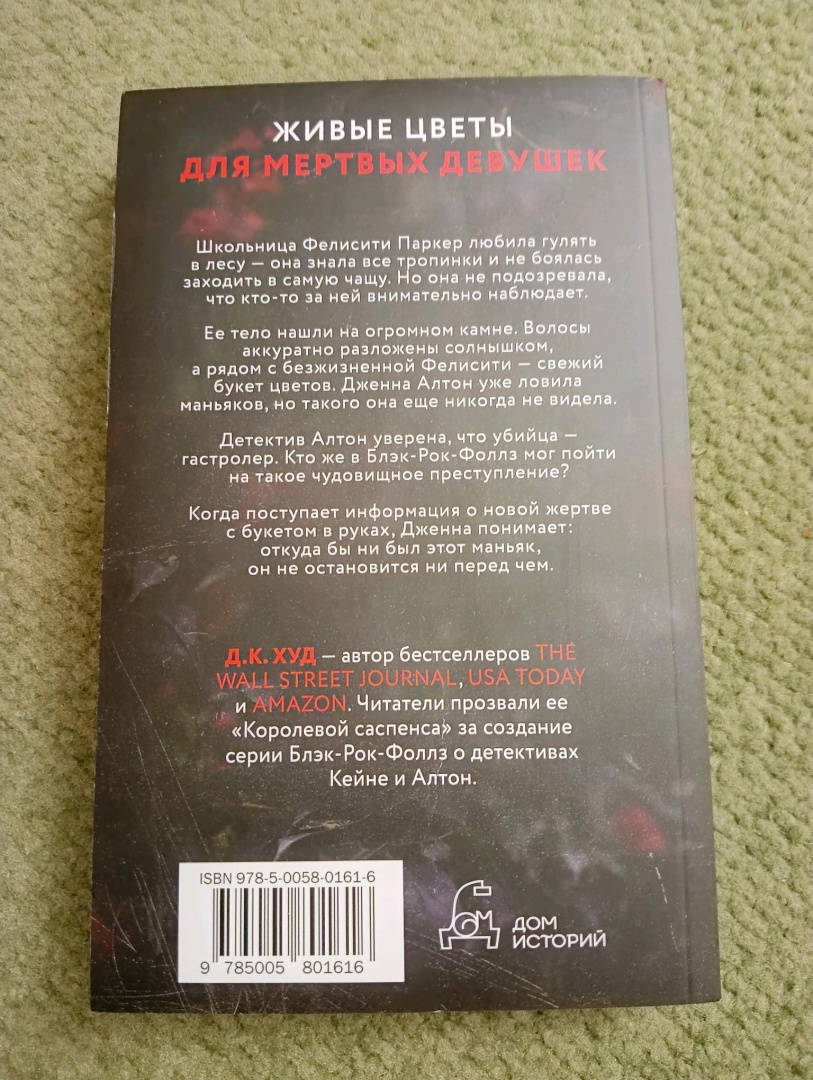 ЖИВЫЕ ЦВЕТЫ
ДЛЯ МЕРТВЫХ ДЕВУШЕК
Школьница Фелисити Паркер любила гулять
в лесу — она знала все тропинки и не боялась
заходить в самую чащу. Но она не подозревала,
что кто-то за ней внимательно наблюдает.
Ее тело нашли на огромном камне. Волосы
аккуратно разложены солнышком,
а рядом с безжизненной Фелисити — свежий
букет цветов. Дженна Алтон уже ловила
маньяков, но такого она еще никогда не видела.
Детектив Алтон уверена, что убийца —
гастролер. Кто же в Блэк-Рок-Фоллз мог пойти
на такое чудовищное преступление?
Когда поступает информация о новой жертве
с букетом в руках, Дженна понимает:
откуда бы ни был этот маньяк,
он не остановится ни перед чем.
Д.К. ХУД — автор бестселлеров THE
WALL STREET JOURNAL, USA TODAY
и AMAZON. Читатели прозвали ее
«Королевой саспенса» за создание
серии Блэк-Рок-Фоллз о детективах
Кейне и Алтон.
ISBN 978-5-0058-0161-6
9 785005 801616
ДОМ
ДОМ
ИСТОРИЙ